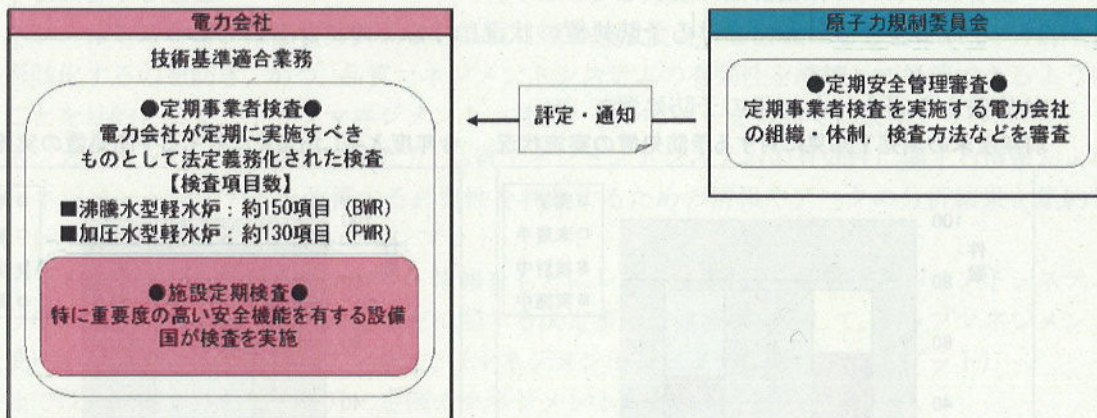 電力会社
技術基準適合業務
●定期事業者検査●
電力会社が定期に実施すべき
ものとして法定義務化された検査
【検査項目数】
■沸騰水型軽水炉：約150項目（BWR）
■加圧水型軽水炉：約130項目（PWR）
●施設定期検査●
特に重要度の高い安全機能を有する設備
国が検査を実施
評定・通知
原子力規制委員会
●定期安全管理審査●
定期事業者検査を実施する電力会社
の組織・体制、検査方法などを審査